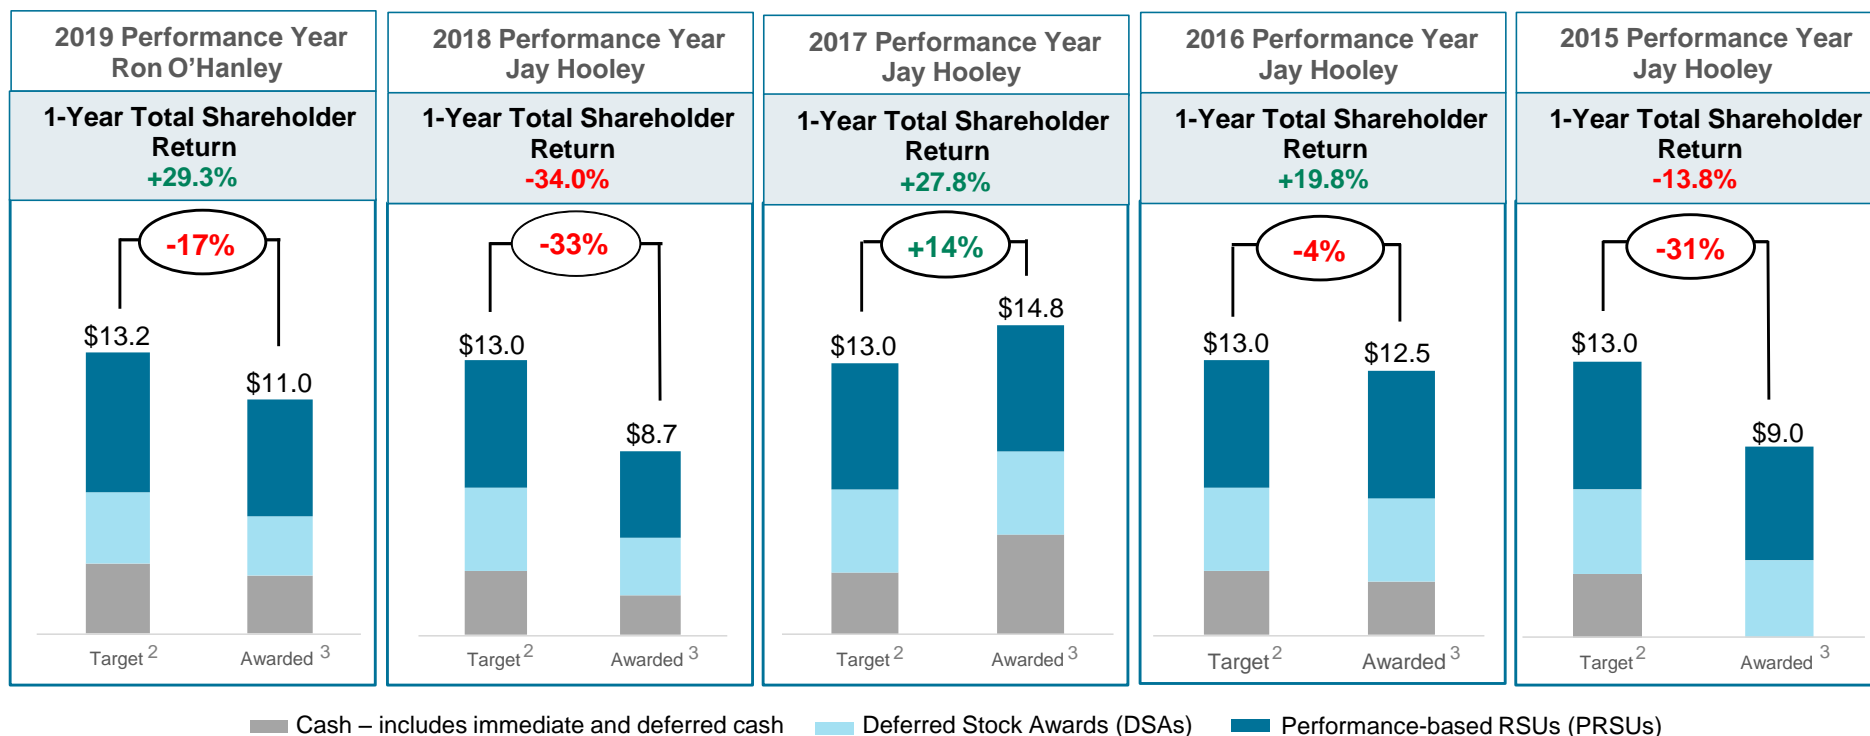 2019 Performance Year
Ron O’Hanley
1-Year Total Shareholder
Return
+29.3%
-17%
$13.2
$11.0
Target 2
Awarded 3
2018 Performance Year
Jay Hooley
1-Year Total Shareholder
Return
-34.0%
-33%
$13.0
$8.7
Target 2
Awarded 3
2017 Performance Year
Jay Hooley
1-Year Total Shareholder
Return
+27.8%
+14%
$13.0
$14.8
Target 2
Awarded 3
2016 Performance Year
Jay Hooley
1-Year Total Shareholder
Return
+19.8%
-4%
$13.0
$12.5
Target 2
Awarded 3
2015 Performance Year
Jay Hooley
1-Year Total Shareholder
Return
-13.8%
-31%
$13.0
$9.0
Target 2
Awarded 3
Cash – includes immediate and deferred cash
Deferred Stock Awards (DSAs)
Performance-based RSUs (PRSUs)